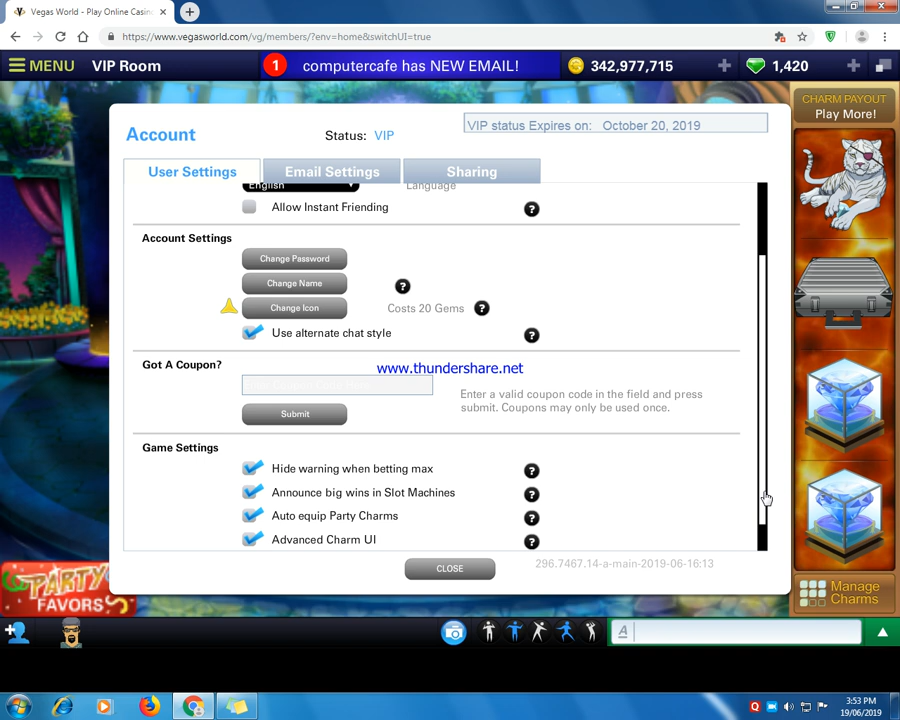 Vegas World - Play Online Casino
https://www.vegasworld.com/vg/members/?env=home&switchUI=true
MENU VIP Room 1 computercafe has NEW EMAIL! 342,977,715 1,420
CHARM PAYOUT
Play More!
Account Status: VIP VIP status Expires on: October 20, 2019
User Settings Email Settings Sharing
English Language
Allow Instant Friending ?
Account Settings
Change Password
Change Name ?
Change Icon Costs 20 Gems ?
Use alternate chat style ?
Got A Coupon?
www.thundershare.net
Enter a valid coupon code in the field and press
submit. Coupons may only be used once.
Submit
Game Settings
Hide warning when betting max ?
Announce big wins in Slot Machines ?
Auto equip Party Charms ?
Advanced Charm UI ?
CLOSE 296.7467.14-a-main-2019-06-16:13
PARTY
FAVORS
Manage
Charms
A
3:53 PM
19/06/2019